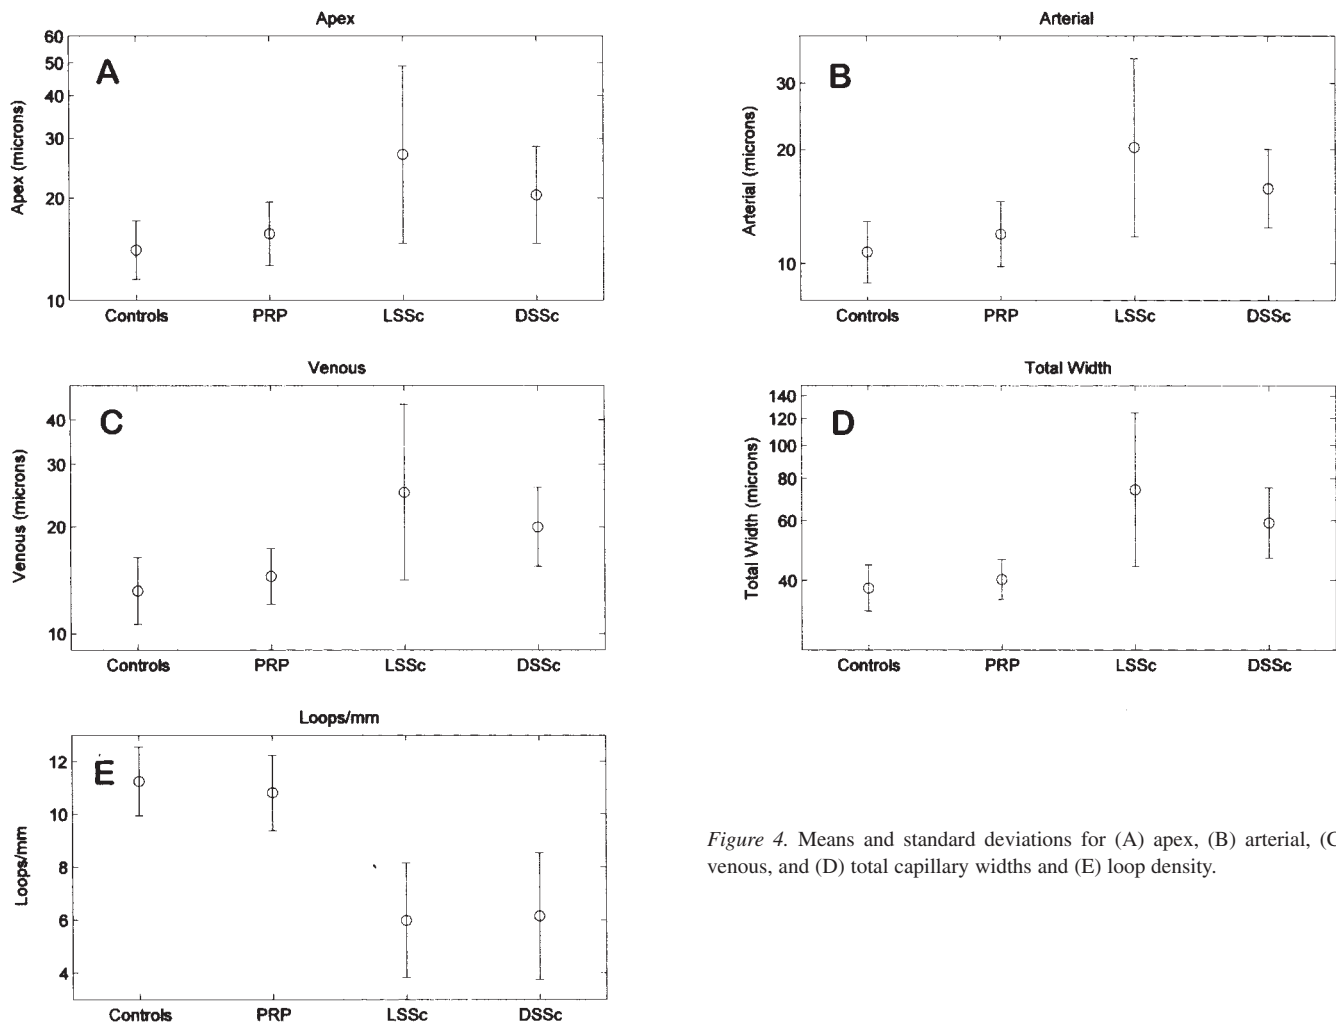 Apex
60
50
40
30
20
10
Apex (microns)
A
Controls PRP LSSc DSSc
Arterial
30
20
10
Arterial (microns)
B
Controls PRP LSSc DSSc
Venous
40
30
20
10
Venous (microns)
C
Controls PRP LSSc DSSc
Total Width
140
120
100
80
60
40
Total Width (microns)
D
Controls PRP LSSc DSSc
Loops/mm
12
10
8
6
4
Loops/mm
E
Controls PRP LSSc DSSc
Figure 4. Means and standard deviations for (A) apex, (B) arterial, (C
venous, and (D) total capillary widths and (E) loop density.